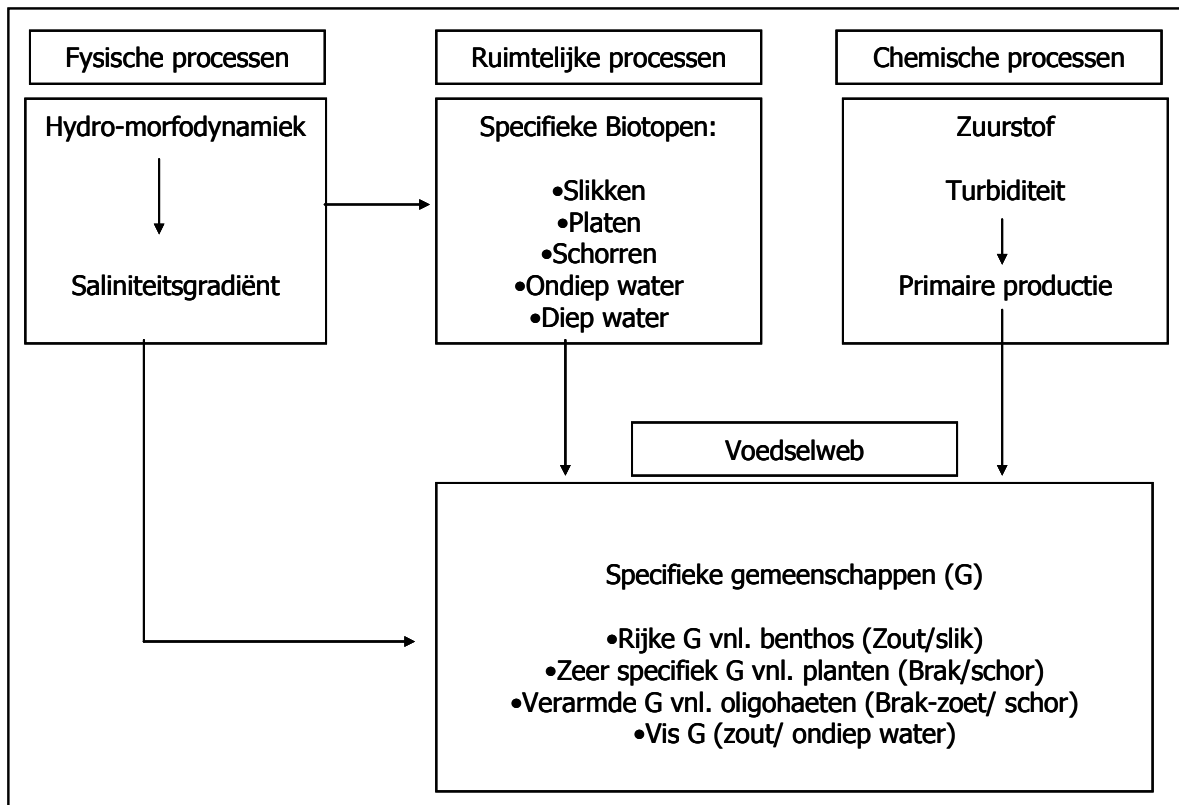 Fysische processen
Hydro-morfodynamiek
Saliniteitsgradiënt
Ruimtelijke processen
Specifieke Biotopen:
•Slikken
•Platen
•Schorren
•Ondiep water
•Diep water
Chemische processen
Zuurstof
Turbiditeit
Primaire productie
Voedselweb
Specifieke gemeenschappen (G)
•Rijke G vnl. benthos (Zout/slik)
•Zeer specifiek G vnl. planten (Brak/schor)
•Verarmde G vnl. oligohaeten (Brak-zoet/ schor)
•Vis G (zout/ ondiep water)